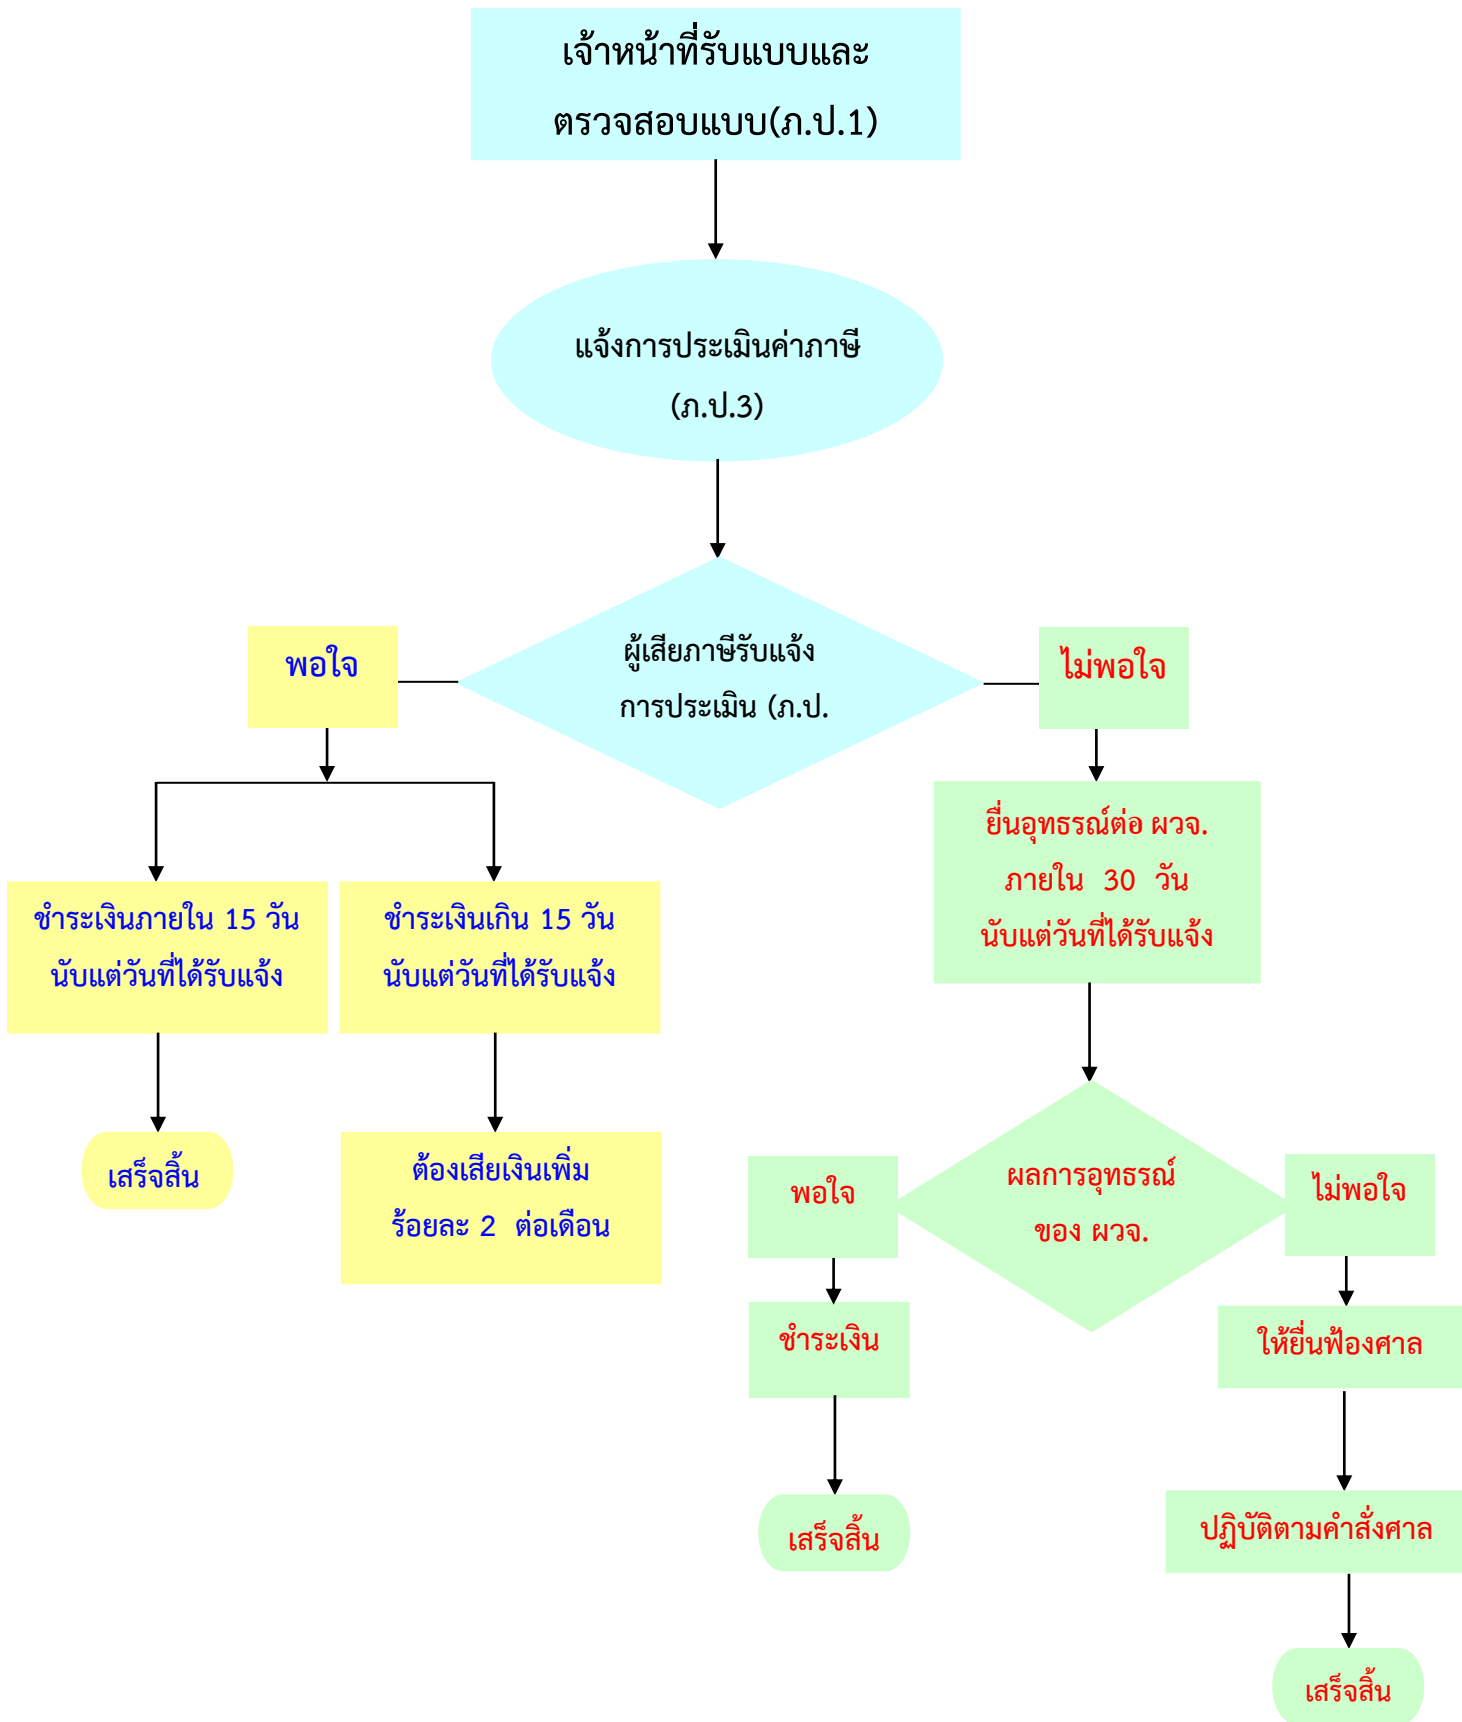 เจ้าหน้าที่รับแบบและ
ตรวจสอบแบบ(ภ.ป.1)
แจ้งการประเมินค่าภาษี
(ภ.ป.3)
ผู้เสียภาษีรับแจ้ง
การประเมิน (ภ.ป.
พอใจ
ไม่พอใจ
ชำระเงินภายใน 15 วัน
นับแต่วันที่ได้รับแจ้ง
ชำระเงินเกิน 15 วัน
นับแต่วันที่ได้รับแจ้ง
ยื่นอุทธรณ์ต่อ ผวจ.
ภายใน 30 วัน
นับแต่วันที่ได้รับแจ้ง
เสร็จสิ้น
ต้องเสียเงินเพิ่ม
ร้อยละ 2 ต่อเดือน
พอใจ
ผลการอุทธรณ์
ของ ผวจ.
ไม่พอใจ
ชำระเงิน
ให้ยื่นฟ้องศาล
เสร็จสิ้น
ปฏิบัติตามคำสั่งศาล
เสร็จสิ้น